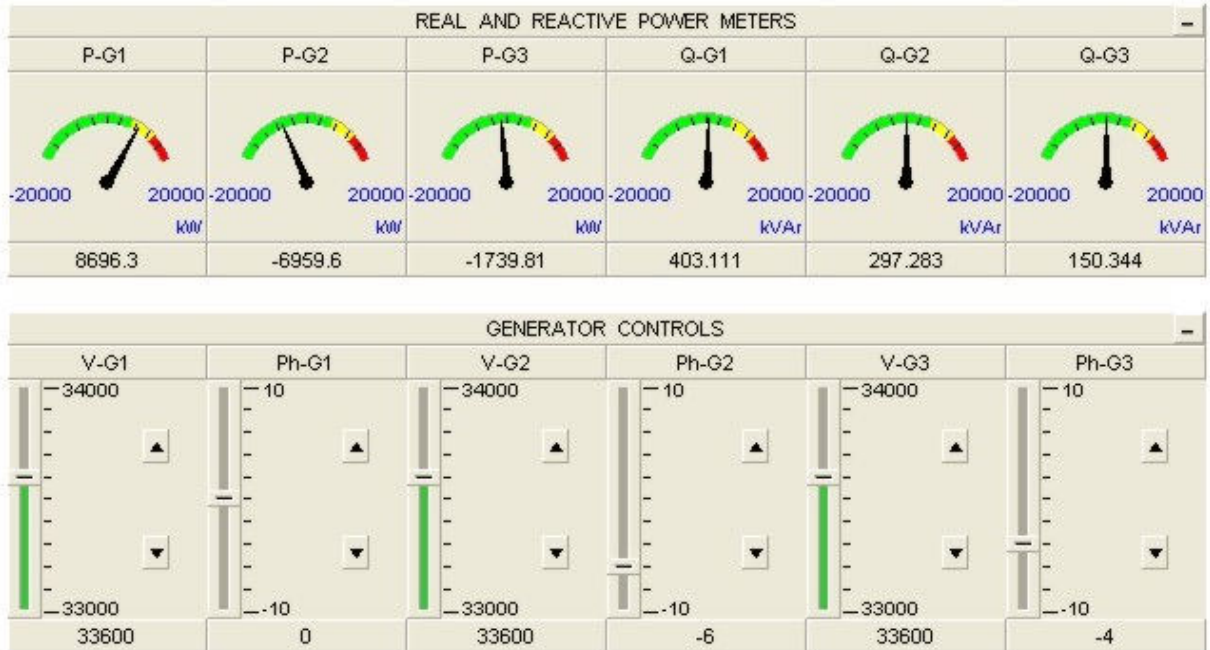 REAL AND REACTIVE POWER METERS
P-G1 P-G2 P-G3 Q-G1 Q-G2 Q-G3
-20000 20000 -20000 20000 -20000 20000 -20000 20000 -20000 20000 -20000 20000
kW kW kW kVAr kVAr kVAr
8696.3 -6959.6 -1739.81 403.111 297.283 150.344
GENERATOR CONTROLS
V-G1 Ph-G1 V-G2 Ph-G2 V-G3 Ph-G3
34000 10 34000 10 34000 10
33000 -10 33000 -10 33000 -10
33600 0 33600 -6 33600 -4